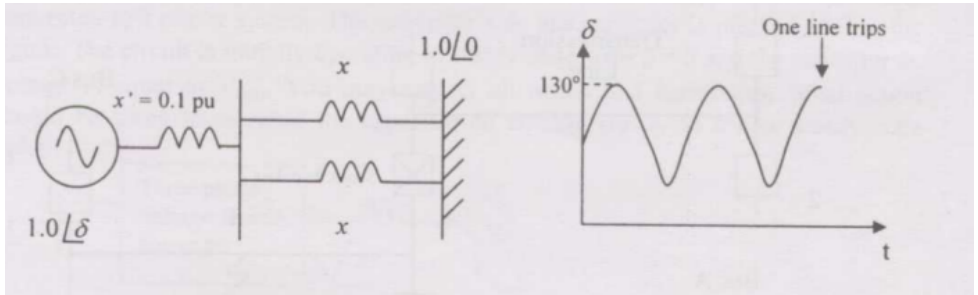 x' = 0.1 pu
1.0∠δ
x
x
1.0∠0
δ
130°
One line trips
t